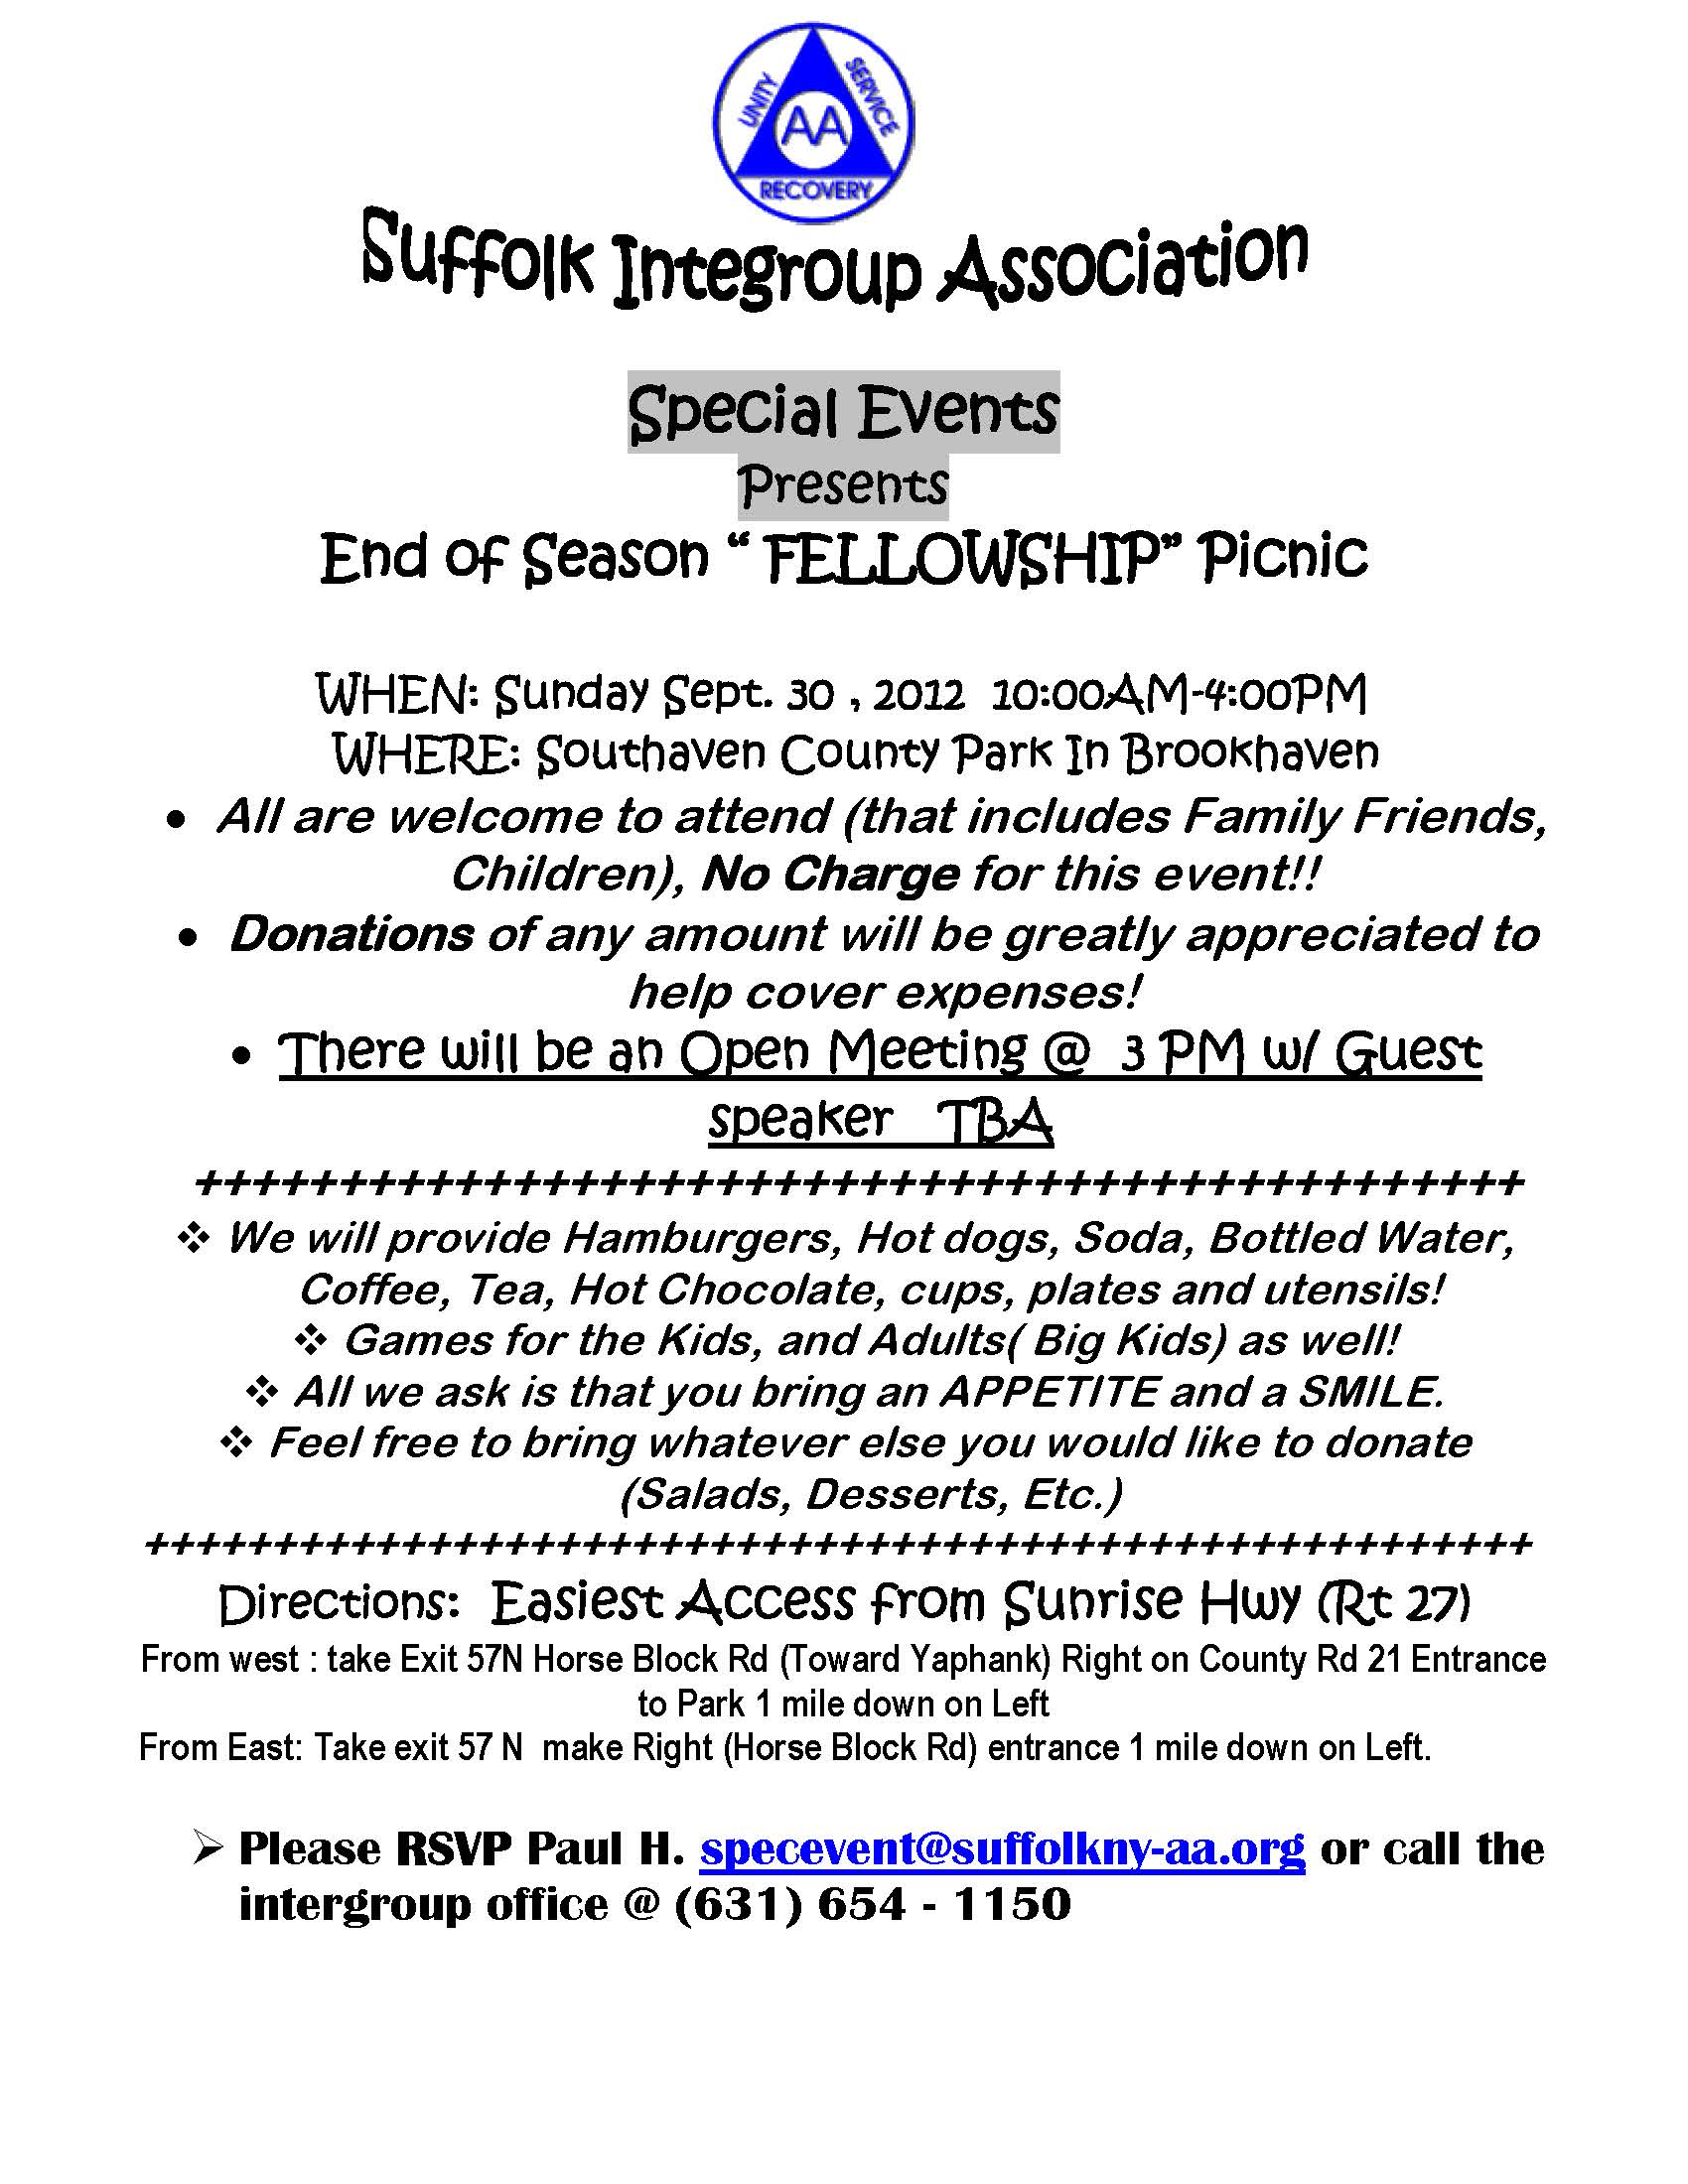 UNITY
SERVICE
AA
RECOVERY
Suffolk Integroup Association
Special Events
Presents
End of Season “ FELLOWSHIP” Picnic
WHEN: Sunday Sept. 30 , 2012  10:00AM-4:00PM
WHERE: Southaven County Park In Brookhaven
• All are welcome to attend (that includes Family Friends,
Children), No Charge for this event!!
• Donations of any amount will be greatly appreciated to
help cover expenses!
• There will be an Open Meeting @  3 PM w/ Guest
speaker   TBA
++++++++++++++++++++++++++++++++++++++++++++++
❖ We will provide Hamburgers, Hot dogs, Soda, Bottled Water,
Coffee, Tea, Hot Chocolate, cups, plates and utensils!
❖ Games for the Kids, and Adults( Big Kids) as well!
❖ All we ask is that you bring an APPETITE and a SMILE.
❖ Feel free to bring whatever else you would like to donate
(Salads, Desserts, Etc.)
++++++++++++++++++++++++++++++++++++++++++++++++++++++
Directions:  Easiest Access from Sunrise Hwy (Rt 27)
From west : take Exit 57N Horse Block Rd (Toward Yaphank) Right on County Rd 21 Entrance
to Park 1 mile down on Left
From East: Take exit 57 N  make Right (Horse Block Rd) entrance 1 mile down on Left.
➢ Please RSVP Paul H. specevent@suffolkny-aa.org or call the
intergroup office @ (631) 654 - 1150